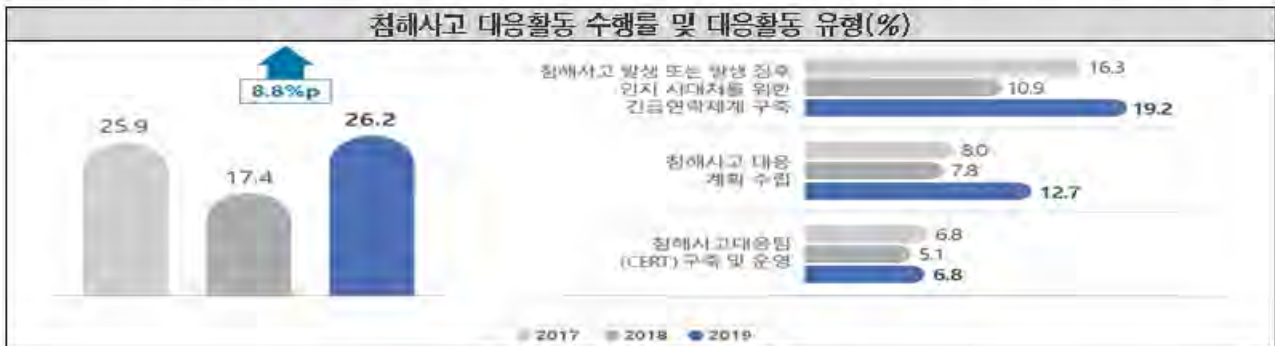 침해사고 대응활동 수행률 및 대응활동 유형(%)
8.8%p
25.9
17.4
26.2
침해사고 발생 또는 발생 징후
인지 시대처를 위한
긴급연락체계 구축
16.3
10.9
19.2
침해사고 대응
계획 수립
8.0
7.8
12.7
침해사고대응팀
(CERT) 구축 및 운영
6.8
5.1
6.8
2017 2018 2019